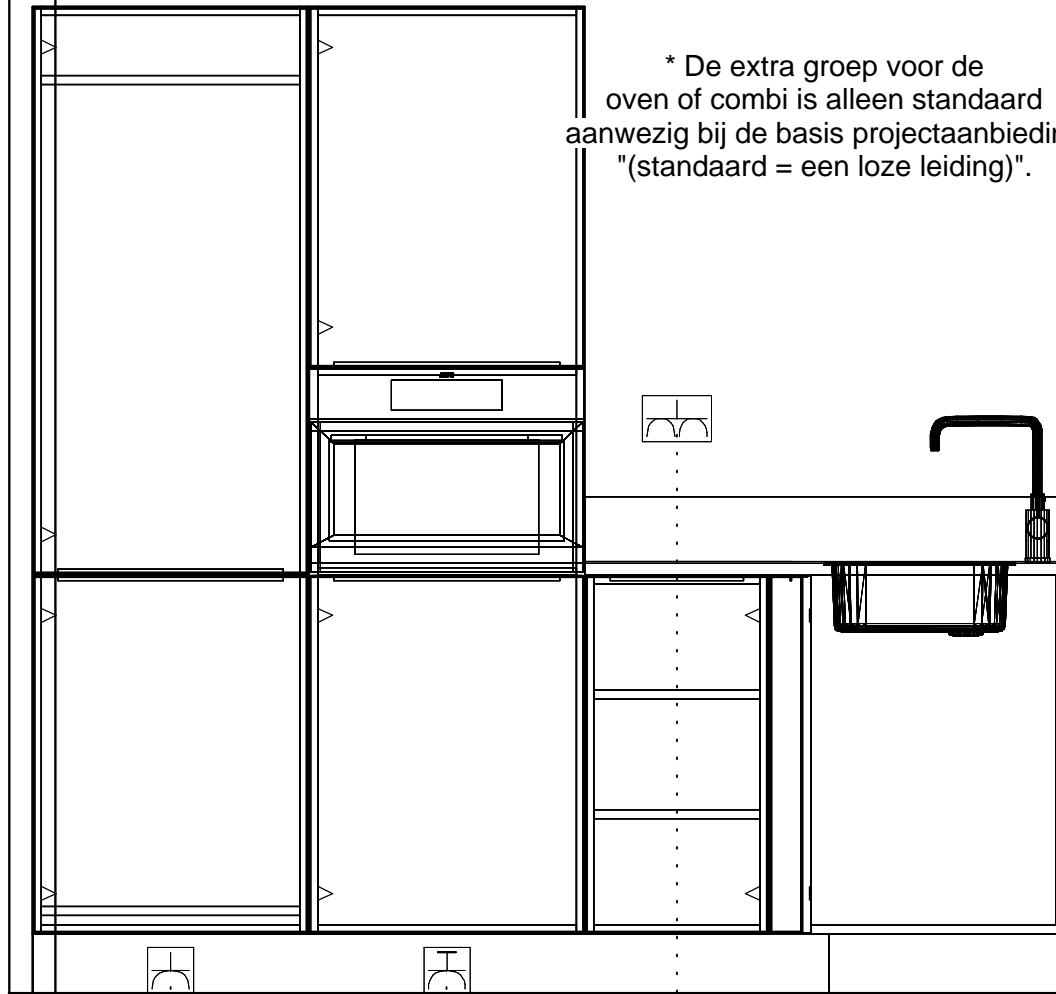 * De extra groep voor de
oven of combi is alleen standaard
aanwezig bij de basis
"(standaard = een loze leiding)".